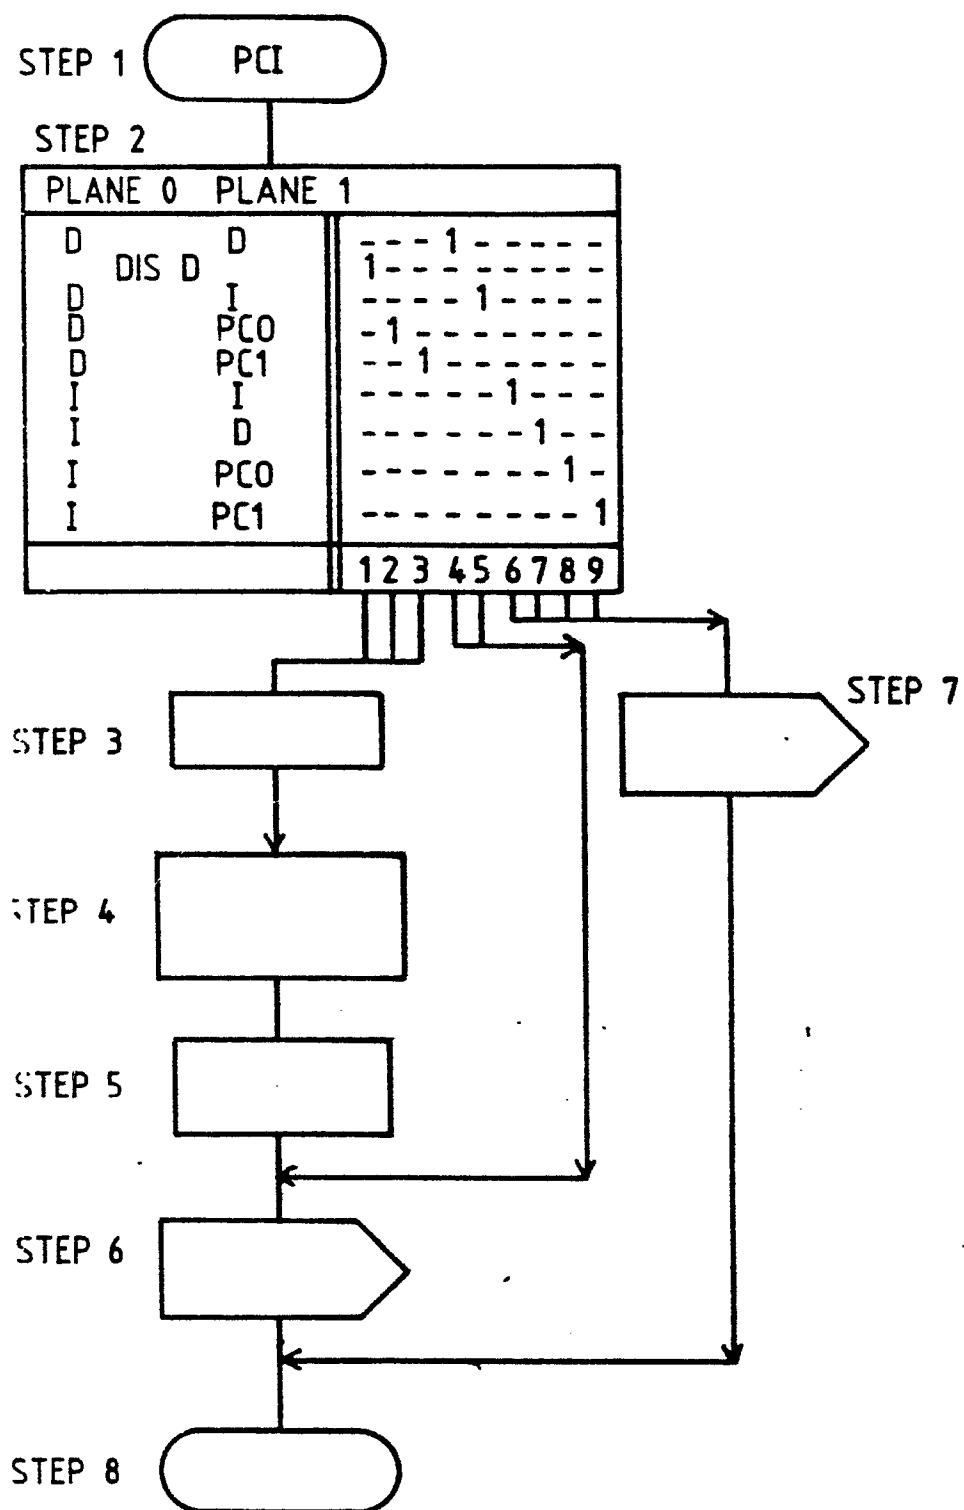 STEP 1 PCI
STEP 2
PLANE 0 PLANE 1
D D - - - 1 - - - - -
DIS D 1 - - - - - - - -
D I - - - - 1 - - - -
D PC0 - 1 - - - - - - -
D PC1 - - 1 - - - - - -
I I - - - - - 1 - - -
I D - - - - - - 1 - -
I PC0 - - - - - - - 1 -
I PC1 - - - - - - - - 1
1 2 3 4 5 6 7 8 9
STEP 7
STEP 3
STEP 4
STEP 5
STEP 6
STEP 8